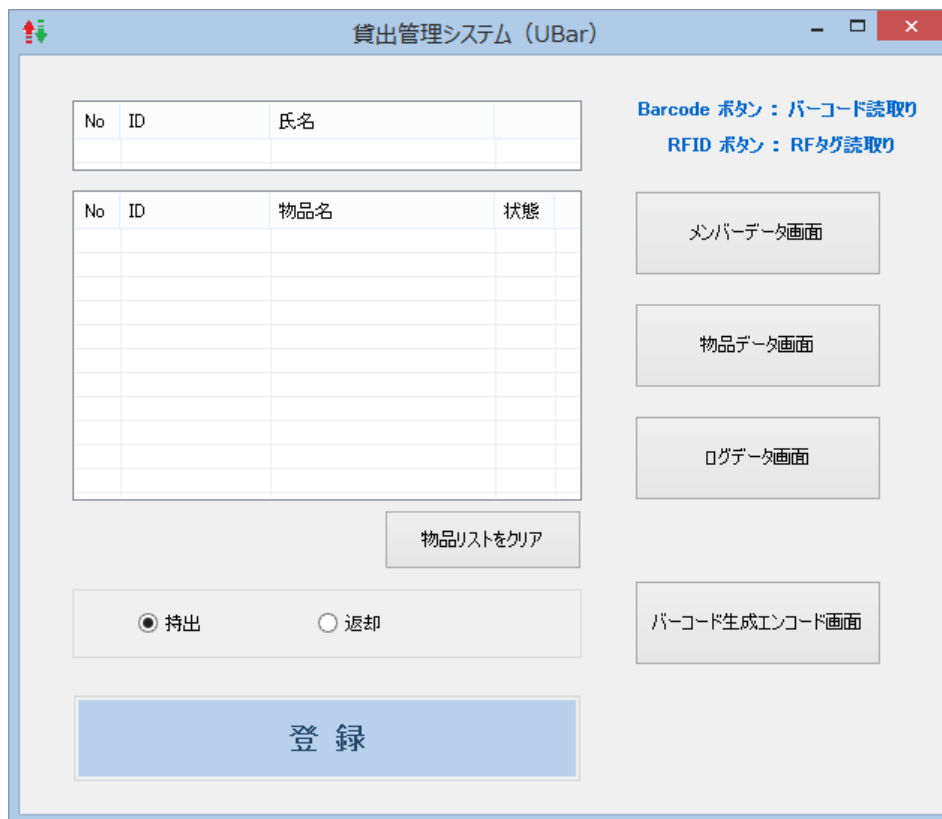 貸出管理システム（UBar）
No ID 氏名
Barcode ボタン : バーコード読取り
RFID ボタン : RFタグ読取り
No ID 物品名 状態
メンバーデータ画面
物品データ画面
ログデータ画面
物品リストをクリア
持出 返却
バーコード生成エンコード画面
登 録